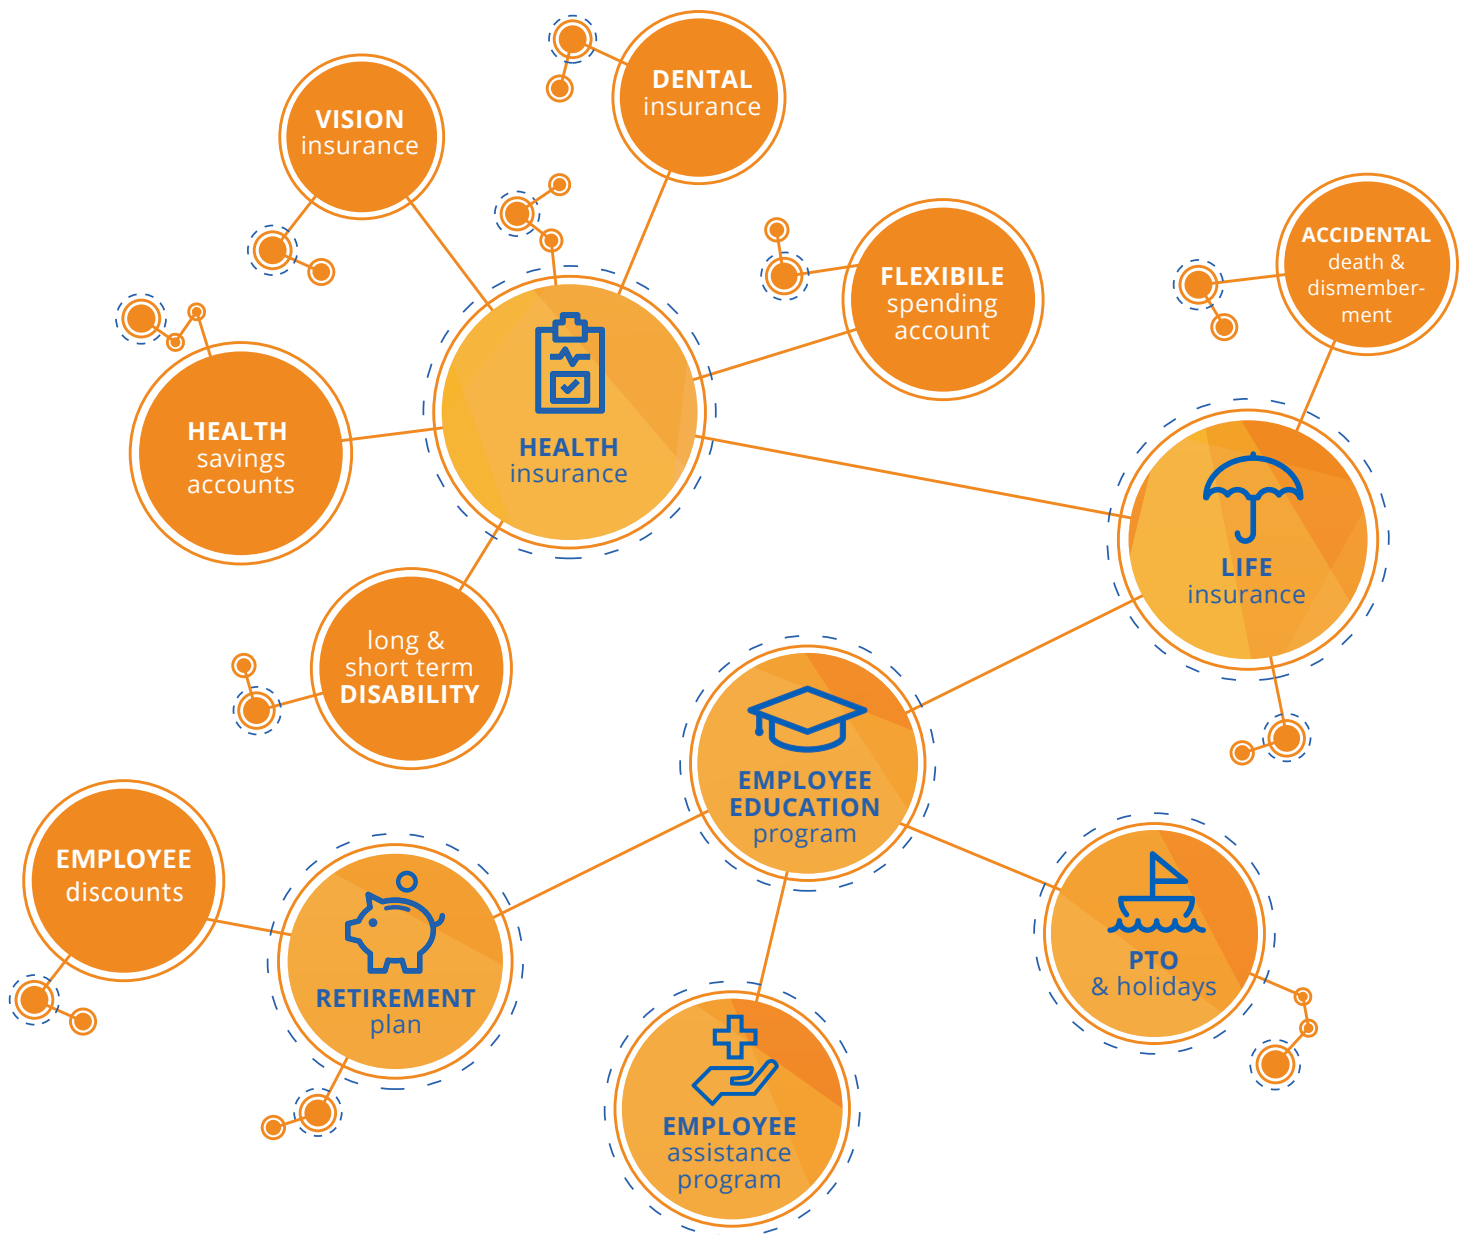 DENTAL
insurance
VISION
insurance
FLEXIBILE
spending
account
ACCIDENTAL
death &
dismember-
ment
HEALTH
insurance
HEALTH
savings
accounts
LIFE
insurance
long &
short term
DISABILITY
EMPLOYEE
EDUCATION
program
EMPLOYEE
discounts
RETIREMENT
plan
PTO
& holidays
EMPLOYEE
assistance
program